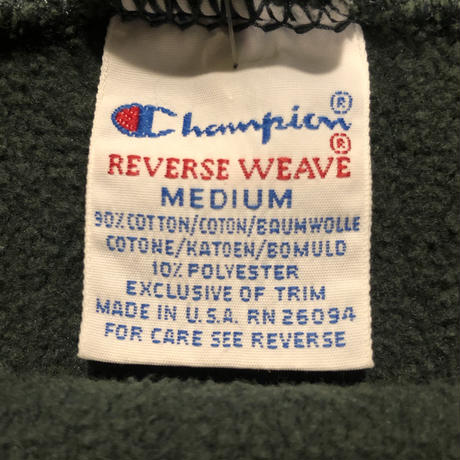 Champion®
REVERSE WEAVE®
MEDIUM
90% COTTON/COTON/BAUMWOLLE
COTONE/KATOEN/BOMULD
10% POLYESTER
EXCLUSIVE OF TRIM
MADE IN U.S.A. RN 26094
FOR CARE SEE REVERSE